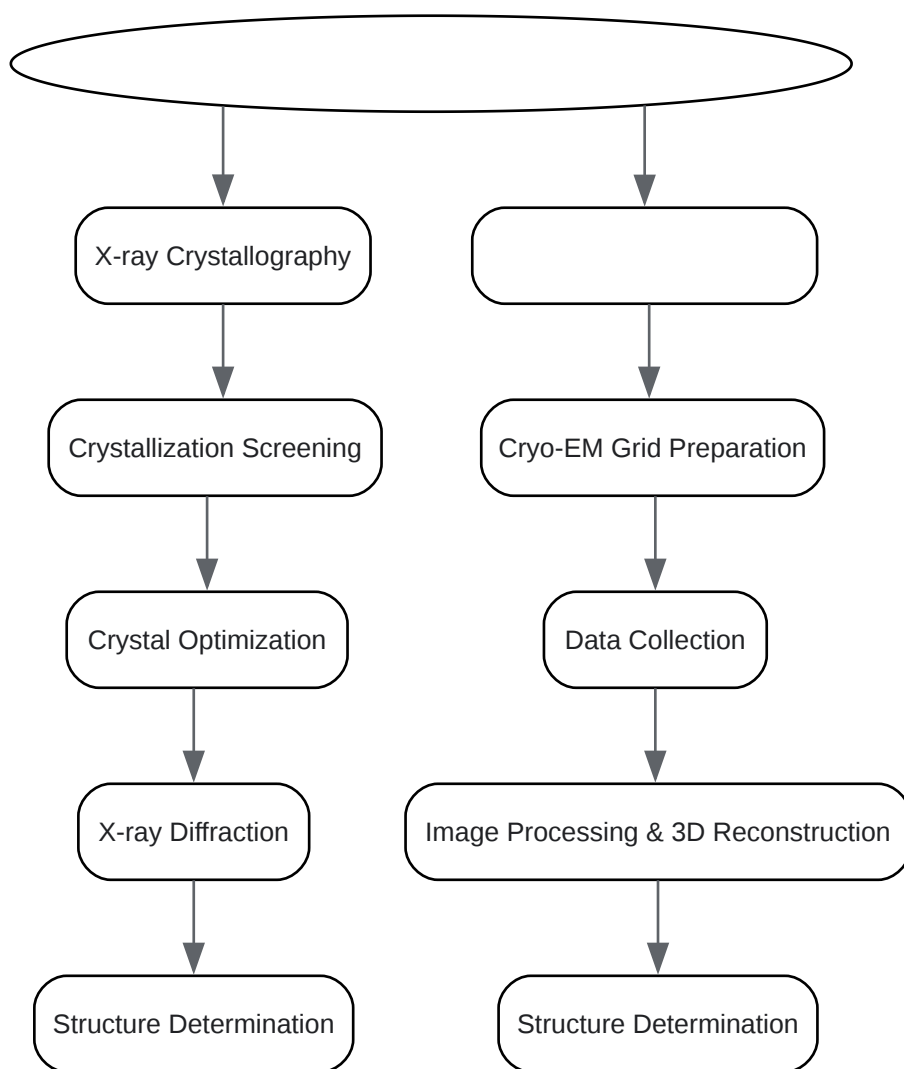 X-ray Crystallography
Crystallization Screening
Cryo-EM Grid Preparation
Crystal Optimization
Data Collection
X-ray Diffraction
Image Processing & 3D Reconstruction
Structure Determination
Structure Determination